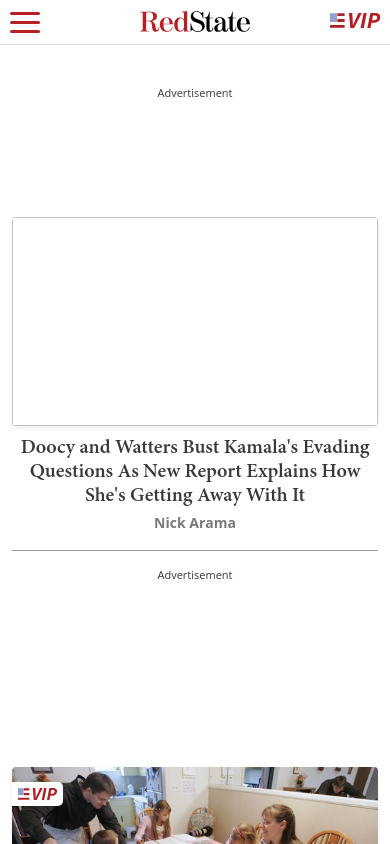 RedState
VIP
Advertisement
Doocy and Watters Bust Kamala's Evading
Questions As New Report Explains How
She's Getting Away With It
Nick Arama
Advertisement
VIP